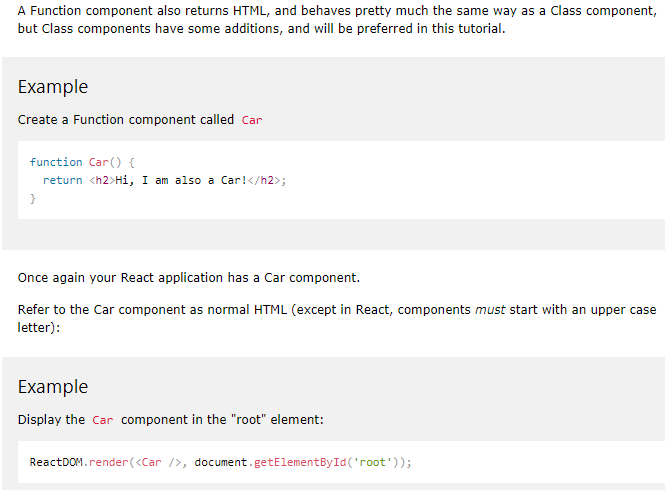 A Function component also returns HTML, and behaves pretty much the same way as a Class component,
but Class components have some additions, and will be preferred in this tutorial.
Example
Create a Function component called Car
function Car() {
  return <h2>Hi, I am also a Car!</h2>;
}
Once again your React application has a Car component.
Refer to the Car component as normal HTML (except in React, components must start with an upper case
letter):
Example
Display the Car component in the "root" element:
ReactDOM.render(<Car />, document.getElementById('root'));